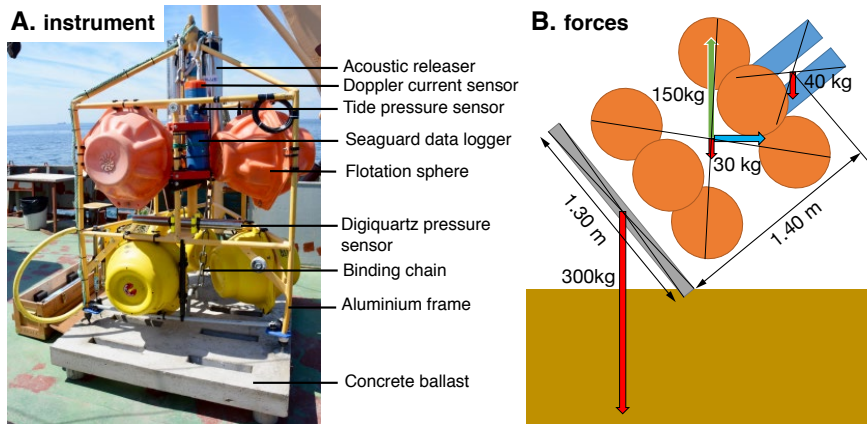 A. instrument
Acoustic releaser
Doppler current sensor
Tide pressure sensor
Seaguard data logger
Flotation sphere
Digiquartz pressure
sensor
Binding chain
Aluminium frame
Concrete ballast
B. forces
150kg
40 kg
30 kg
1.30 m
1.40 m
300kg